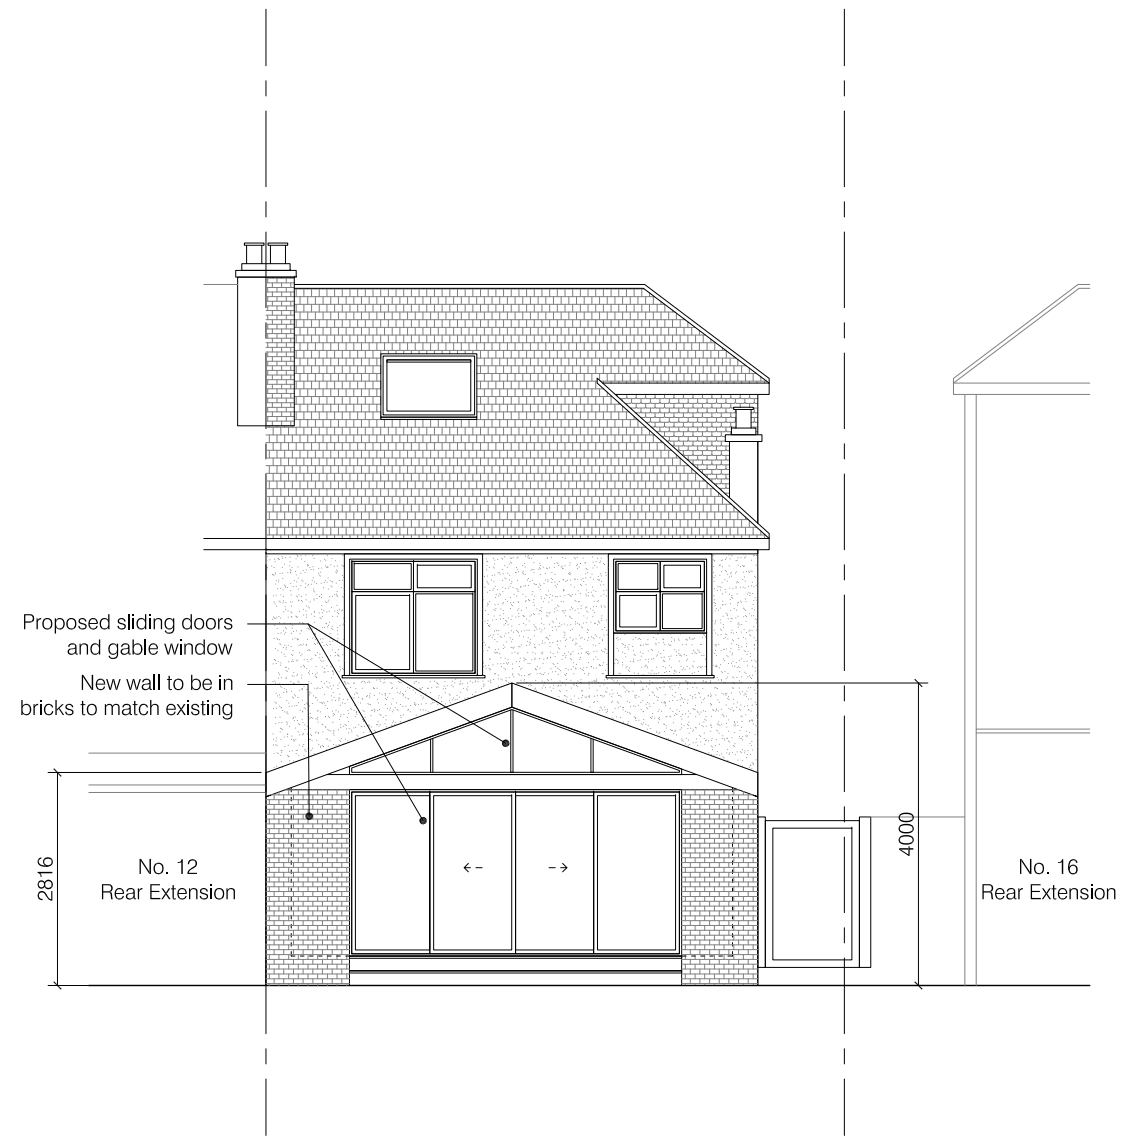 Proposed sliding doors
and gable window
New wall to be in
bricks to match existing
2816
No. 12
Rear Extension
4000
No. 16
Rear Extension